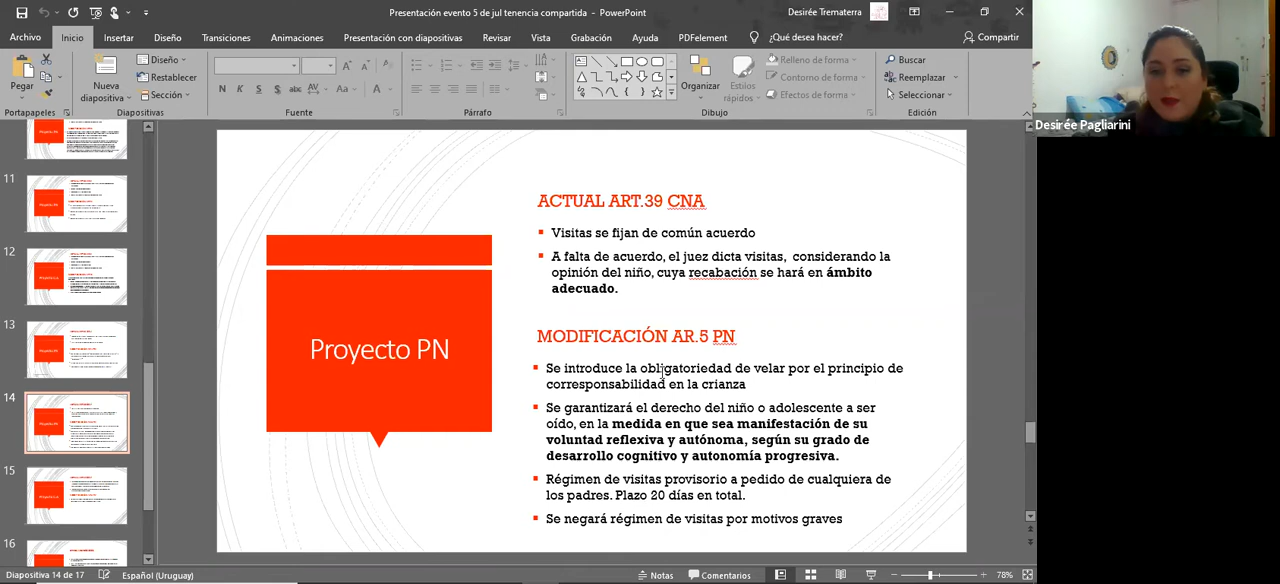 Presentación evento 5 de jul tenencia compartida - PowerPoint
Desirée Trematerra
Archivo Inicio Insertar Diseño Transiciones Animaciones Presentación con diapositivas Revisar Vista Grabación Ayuda PDFelement ¿Qué desea hacer? Compartir
Pegar
Nueva diapositiva
Diseño
Restablecer
Sección
N K S S abc AV Aa A
Organizar
Estilos rápidos
Relleno de forma
Contorno de forma
Efectos de forma
Buscar
Reemplazar
Seleccionar
Portapapeles Diapositivas Fuente Párrafo Dibujo Edición
Desirée Pagliarini
11
12
13
14
15
16
Proyecto PN
ACTUAL ART.39 CNA
Visitas se fijan de común acuerdo
A falta de acuerdo, el juez dicta visitas, considerando la
opinión del niño, cuya recabación se hará en ámbito
adecuado.
MODIFICACIÓN AR.5 PN
Se introduce la obligatoriedad de velar por el principio de
corresponsabilidad en la crianza
Se garantizará el derecho del niño o adolescente a ser
oído, en la medida en que sea manifestación de su
voluntad reflexiva y autónoma, según su grado de
desarrollo cognitivo y autonomía progresiva.
Régimen de visitas provisorio a pedido de cualquiera de
los padres. Plazo 20 días en total.
Se negará régimen de visitas por motivos graves
Diapositiva 14 de 17 Español (Uruguay) Notas Comentarios 78%